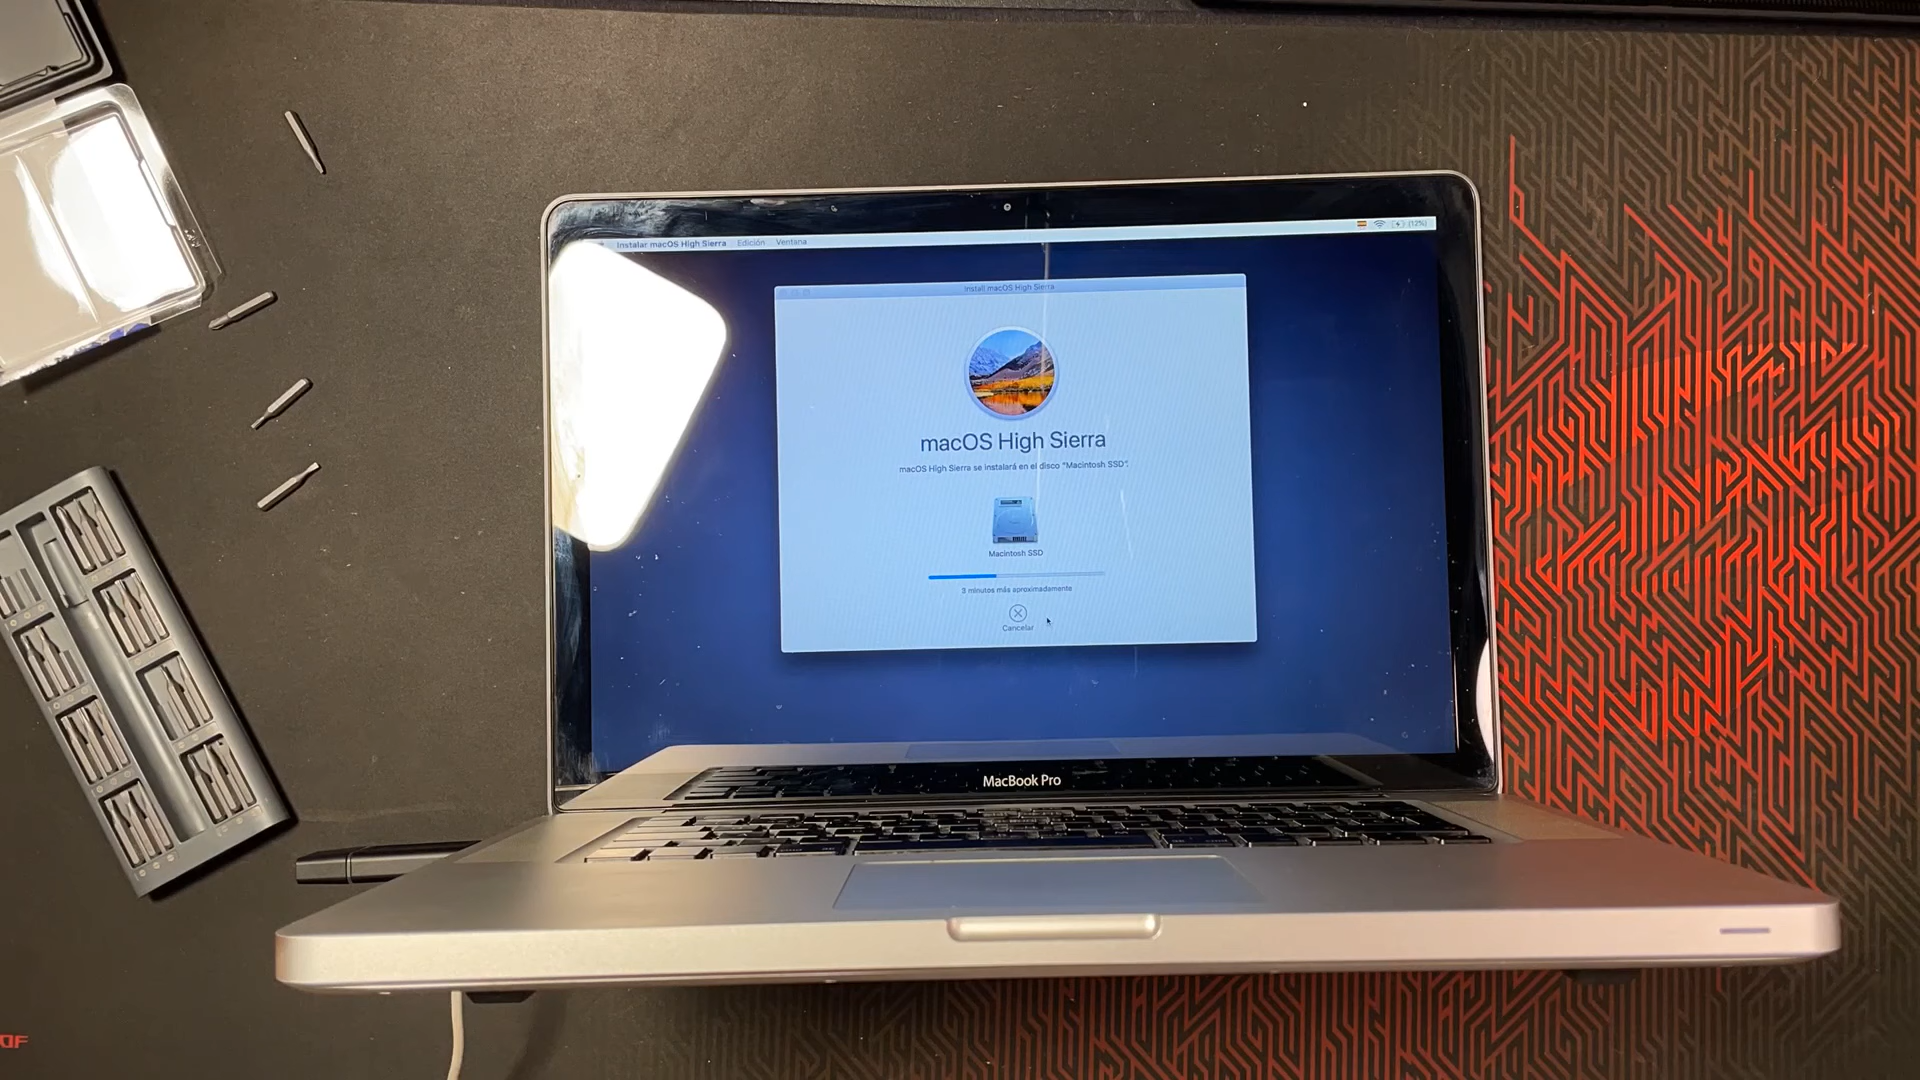 Instalar macOS High Sierra Edición Ventana (12%)
Install macOS High Sierra
macOS High Sierra
macOS High Sierra se instalará en el disco "Macintosh SSD".
Macintosh SSD
3 minutos más aproximadamente
Cancelar
MacBook Pro